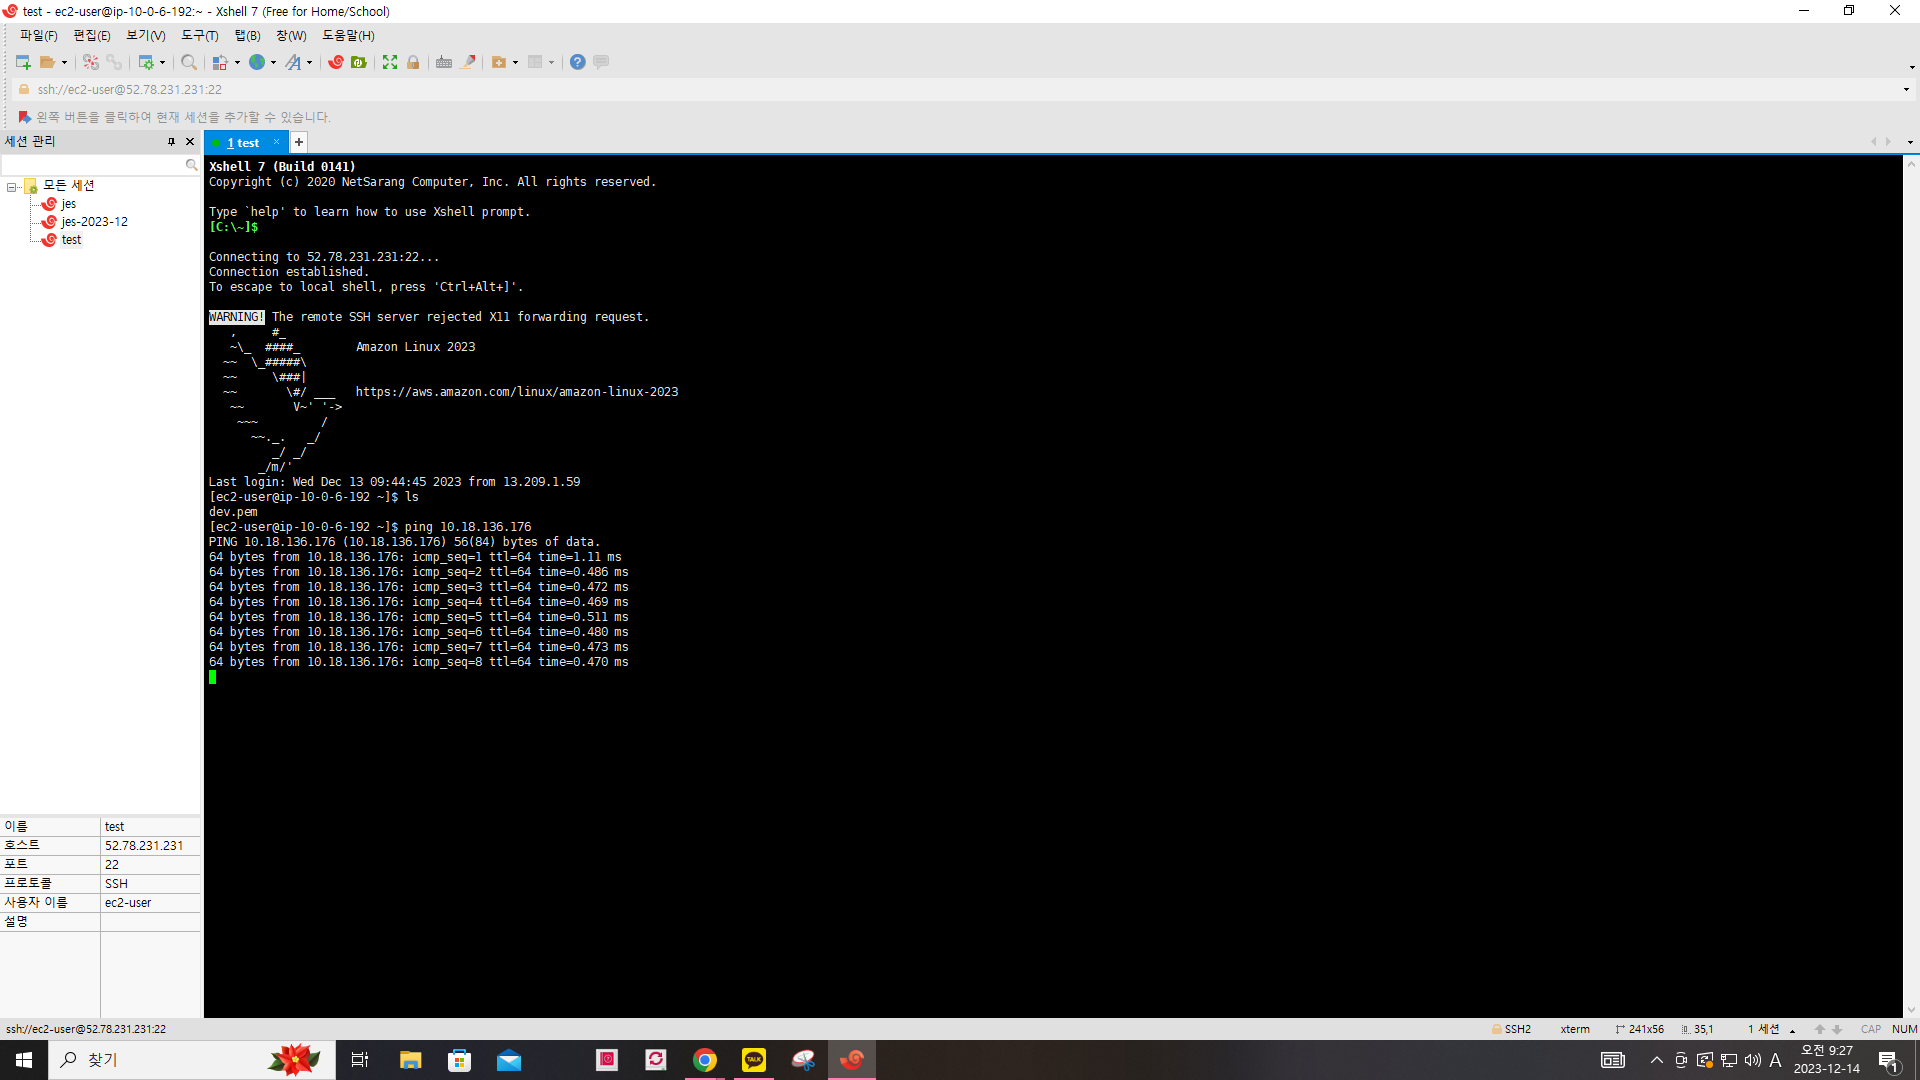 test - ec2-user@ip-10-0-6-192:~ - Xshell 7 (Free for Home/School)
파일(F) 편집(E) 보기(V) 도구(T) 탭(B) 창(W) 도움말(H)
ssh://ec2-user@52.78.231.231:22
왼쪽 버튼을 클릭하여 현재 세션을 추가할 수 있습니다.
세션 관리
1 test
모든 세션
jes
jes-2023-12
test
Xshell 7 (Build 0141)
Copyright (c) 2020 NetSarang Computer, Inc. All rights reserved.
Type `help' to learn how to use Xshell prompt.
[C:\~]$
Connecting to 52.78.231.231:22...
Connection established.
To escape to local shell, press 'Ctrl+Alt+]'.
WARNING! The remote SSH server rejected X11 forwarding request.
   ,     #_
   ~\_  ####_        Amazon Linux 2023
  ~~  \_#####\
  ~~     \###|
  ~~       \#/ ___   https://aws.amazon.com/linux/amazon-linux-2023
   ~~       V~' '->
    ~~~         /
      ~~._.   _/
         _/ _/
       _/m/'
Last login: Wed Dec 13 09:44:45 2023 from 13.209.1.59
[ec2-user@ip-10-0-6-192 ~]$ ls
dev.pem
[ec2-user@ip-10-0-6-192 ~]$ ping 10.18.136.176
PING 10.18.136.176 (10.18.136.176) 56(84) bytes of data.
64 bytes from 10.18.136.176: icmp_seq=1 ttl=64 time=1.11 ms
64 bytes from 10.18.136.176: icmp_seq=2 ttl=64 time=0.486 ms
64 bytes from 10.18.136.176: icmp_seq=3 ttl=64 time=0.472 ms
64 bytes from 10.18.136.176: icmp_seq=4 ttl=64 time=0.469 ms
64 bytes from 10.18.136.176: icmp_seq=5 ttl=64 time=0.511 ms
64 bytes from 10.18.136.176: icmp_seq=6 ttl=64 time=0.480 ms
64 bytes from 10.18.136.176: icmp_seq=7 ttl=64 time=0.473 ms
64 bytes from 10.18.136.176: icmp_seq=8 ttl=64 time=0.470 ms
이름 test
호스트 52.78.231.231
포트 22
프로토콜 SSH
사용자 이름 ec2-user
설명
ssh://ec2-user@52.78.231.231:22 SSH2 xterm 241x56 35,1 1 세션 CAP NUM
찾기 TALK A 오전 9:27
2023-12-14 1